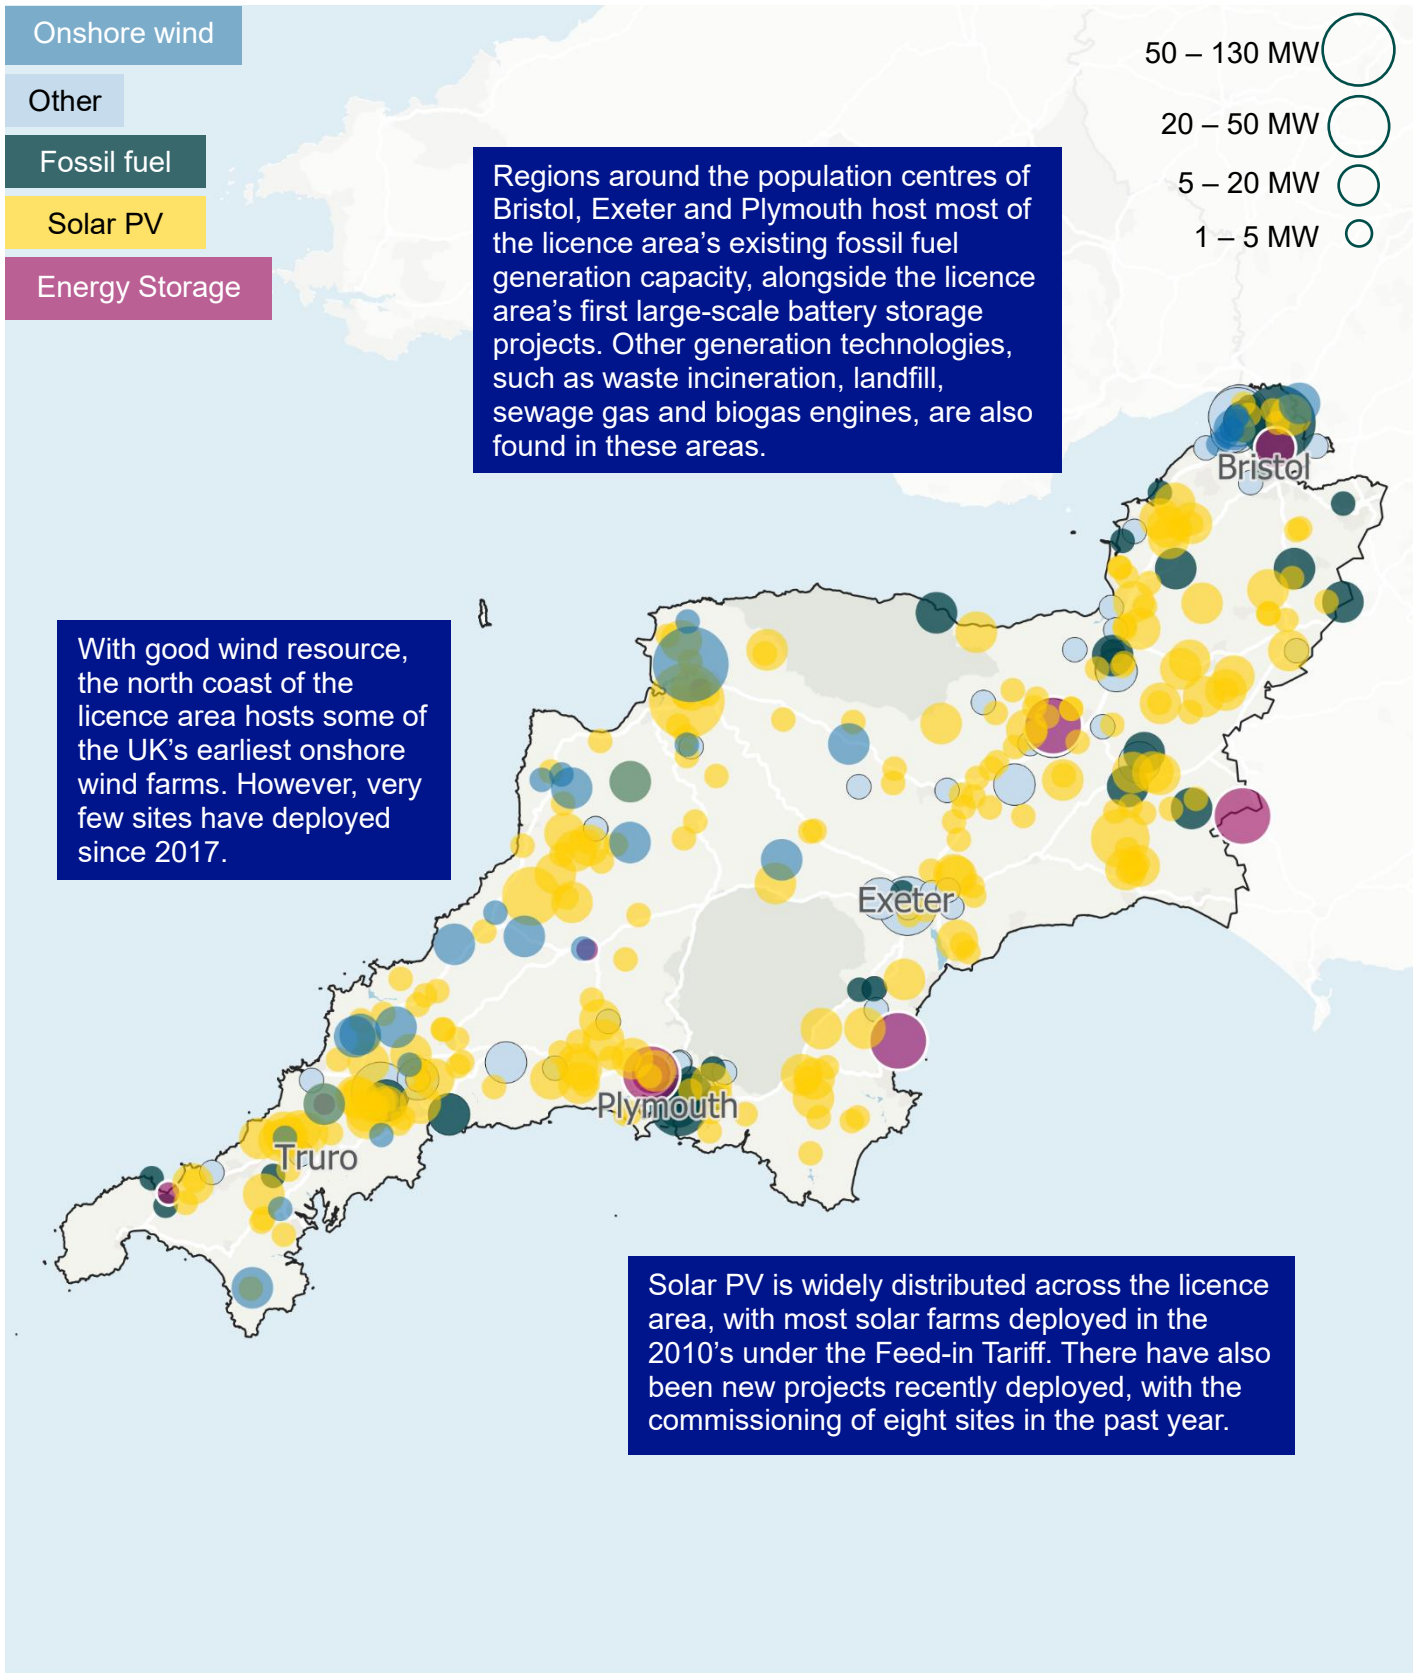 Onshore wind
Other
Fossil fuel
Solar PV
Energy Storage
50 – 130 MW
20 – 50 MW
5 – 20 MW
1 – 5 MW
Regions around the population centres of
Bristol, Exeter and Plymouth host most of
the licence area’s existing fossil fuel
generation capacity, alongside the licence
area’s first large-scale battery storage
projects. Other generation technologies,
such as waste incineration, landfill,
sewage gas and biogas engines, are also
found in these areas.
Bristol
With good wind resource,
the north coast of the
licence area hosts some of
the UK’s earliest onshore
wind farms. However, very
few sites have deployed
since 2017.
Exeter
Plymouth
Truro
Solar PV is widely distributed across the licence
area, with most solar farms deployed in the
2010’s under the Feed-in Tariff. There have also
been new projects recently deployed, with the
commissioning of eight sites in the past year.